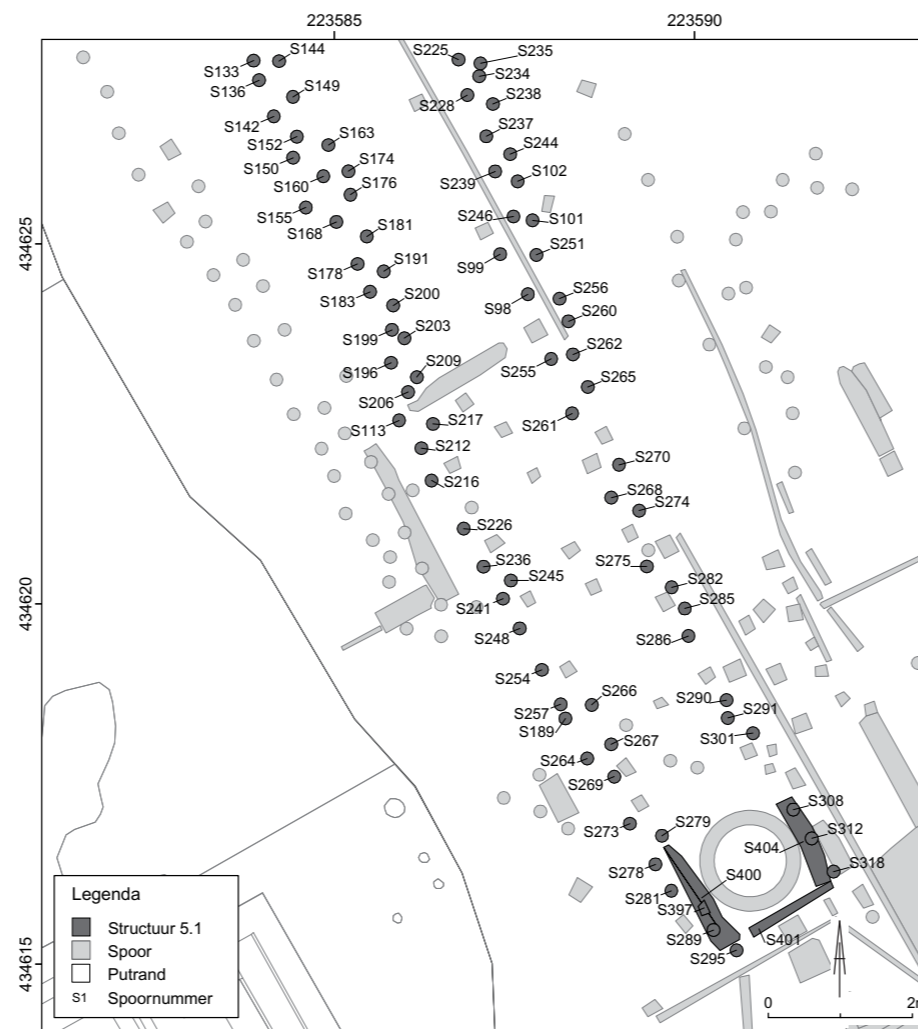 223585
223590
434625
434620
434615
S133
S144
S136
S149
S142
S152
S163
S150
S174
S160
S176
S155
S168
S181
S178
S191
S183
S200
S199
S203
S196
S209
S206
S113
S217
S212
S216
S226
S236
S245
S241
S248
S254
S257
S266
S189
S264
S267
S269
S273
S279
S278
S281
S400
S397
S289
S295
S401
S225
S235
S234
S228
S238
S237
S244
S239
S102
S246
S101
S99
S251
S98
S256
S260
S255
S262
S265
S261
S270
S268
S274
S275
S282
S285
S286
S290
S291
S301
S308
S312
S404
S318
Legenda
Structuur 5.1
Spoor
Putrand
S1 Spoornummer
0 2m